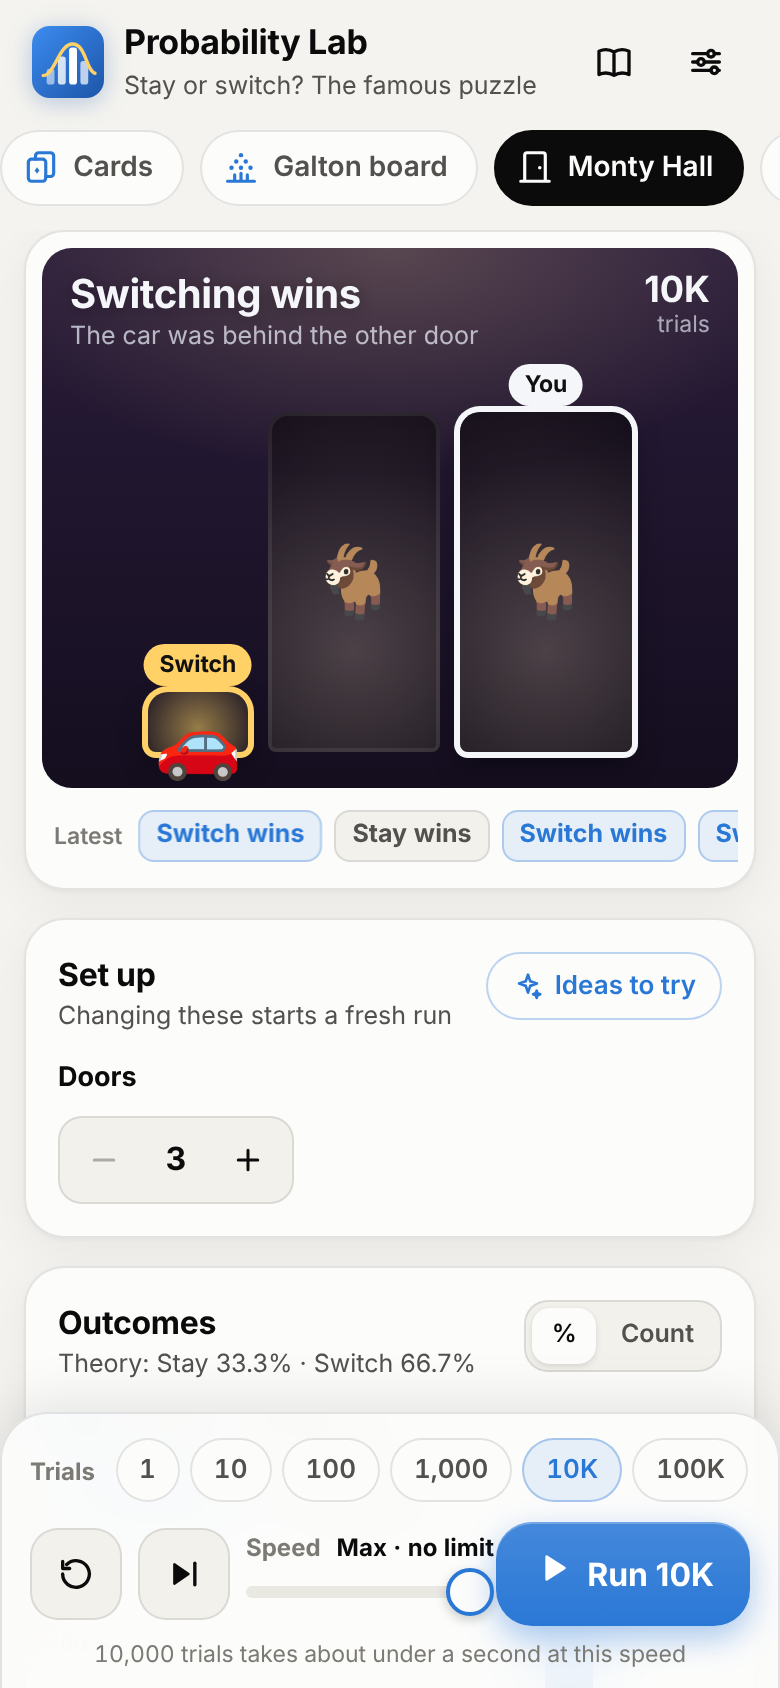 Probability Lab
Stay or switch? The famous puzzle
Cards
Galton board
Monty Hall
Switching wins
The car was behind the other door
10K
trials
You
Switch
Latest
Switch wins
Stay wins
Switch wins
Sw
Set up
Changing these starts a fresh run
Ideas to try
Doors
3
Outcomes
Theory: Stay 33.3% · Switch 66.7%
%
Count
Trials
1
10
100
1,000
10K
100K
Speed
Max · no limit
Run 10K
10,000 trials takes about under a second at this speed